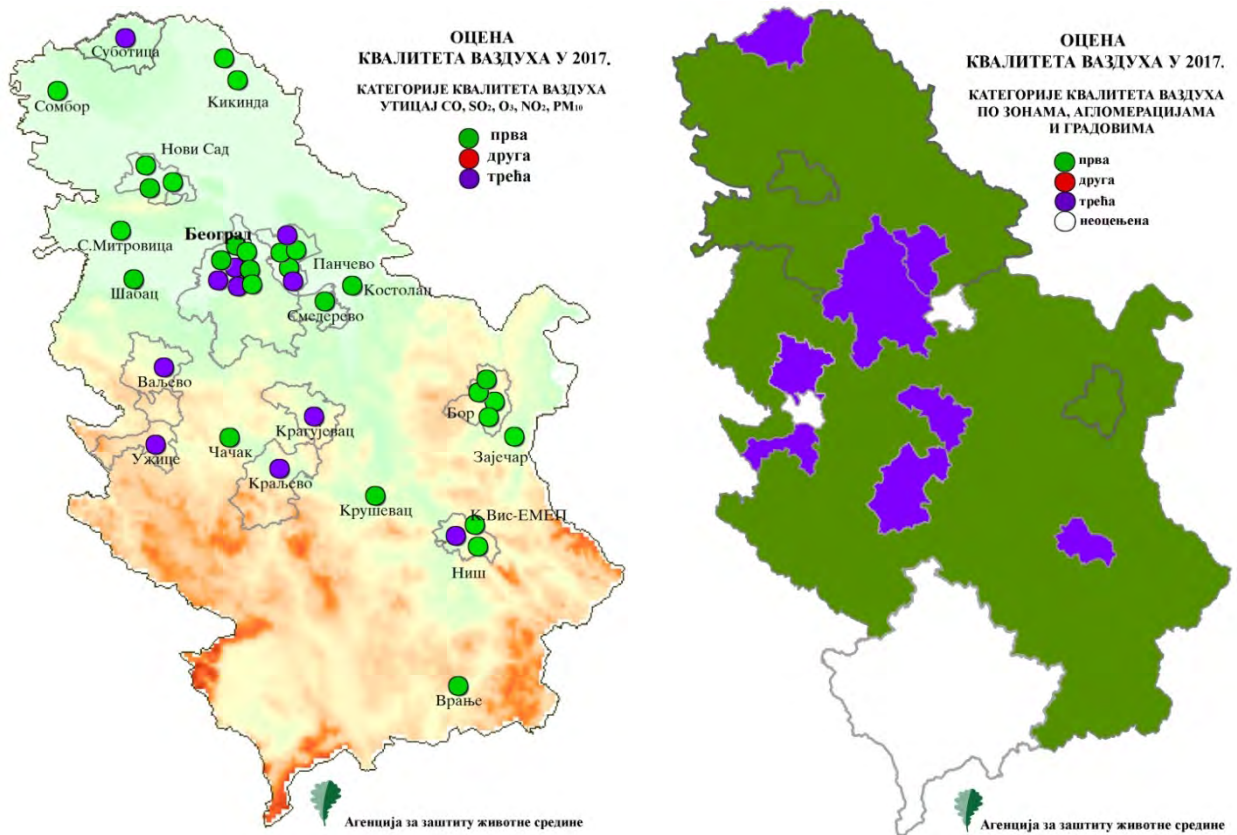 ОЦЕНА
КВАЛИТЕТА ВАЗДУХА У 2017.
КАТЕГОРИЈЕ КВАЛИТЕТА ВАЗДУХА
УТИЦАЈ CO, SO₂, O₃, NO₂, PM₁₀
прва
друга
трећа
Суботица
Сомбор
Кикинда
Нови Сад
С.Митровица
Београд
Панчево
Шабац
Костолац
Смедерево
Ваљево
Крагујевац
Бор
Ужице
Чачак
Зајечар
Краљево
Крушевац
К.Вис-ЕМЕП
Ниш
Врање
Агенција за заштиту животне средине
ОЦЕНА
КВАЛИТЕТА ВАЗДУХА У 2017.
КАТЕГОРИЈЕ КВАЛИТЕТА ВАЗДУХА
ПО ЗОНАМА, АГЛОМЕРАЦИЈАМА
И ГРАДОВИМА
прва
друга
трећа
неоцењена
Агенција за заштиту животне средине